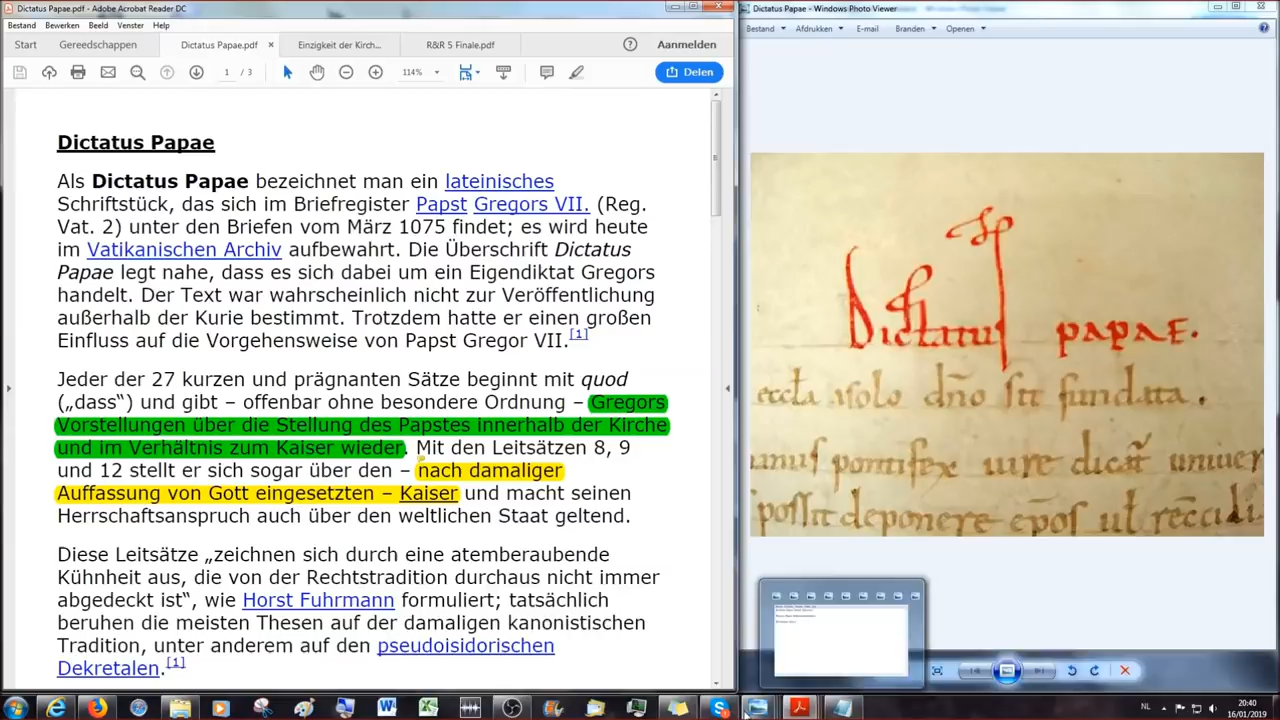 Dictatus Papae.pdf - Adobe Acrobat Reader DC
Bestand Bewerken Beeld Venster Help
Start Gereedschappen Dictatus Papae.pdf × Einzigkeit der Kirch... R&R 5 Finale.pdf Aanmelden
1 / 3 114% Delen
Dictatus Papae
Als Dictatus Papae bezeichnet man ein lateinisches
Schriftstück, das sich im Briefregister Papst Gregors VII. (Reg.
Vat. 2) unter den Briefen vom März 1075 findet; es wird heute
im Vatikanischen Archiv aufbewahrt. Die Überschrift Dictatus
Papae legt nahe, dass es sich dabei um ein Eigendiktat Gregors
handelt. Der Text war wahrscheinlich nicht zur Veröffentlichung
außerhalb der Kurie bestimmt. Trotzdem hatte er einen großen
Einfluss auf die Vorgehensweise von Papst Gregor VII.[1]
Jeder der 27 kurzen und prägnanten Sätze beginnt mit quod
(„dass“) und gibt – offenbar ohne besondere Ordnung – Gregors
Vorstellungen über die Stellung des Papstes innerhalb der Kirche
und im Verhältnis zum Kaiser wieder. Mit den Leitsätzen 8, 9
und 12 stellt er sich sogar über den – nach damaliger
Auffassung von Gott eingesetzten – Kaiser und macht seinen
Herrschaftsanspruch auch über den weltlichen Staat geltend.
Diese Leitsätze „zeichnen sich durch eine atemberaubende
Kühnheit aus, die von der Rechtstradition durchaus nicht immer
abgedeckt ist“, wie Horst Fuhrmann formuliert; tatsächlich
beruhen die meisten Thesen auf der damaligen kanonistischen
Tradition, unter anderem auf den pseudoisidorischen
Dekretalen.[1]
Dictatus Papae - Windows Photo Viewer
Bestand Afdrukken E-mail Branden Openen
Dictatus papae.
eccla a solo dno sit fundata.
pontifex iure dicat univer
possit deponere epos ut recili
NL 20:40
16/01/2019